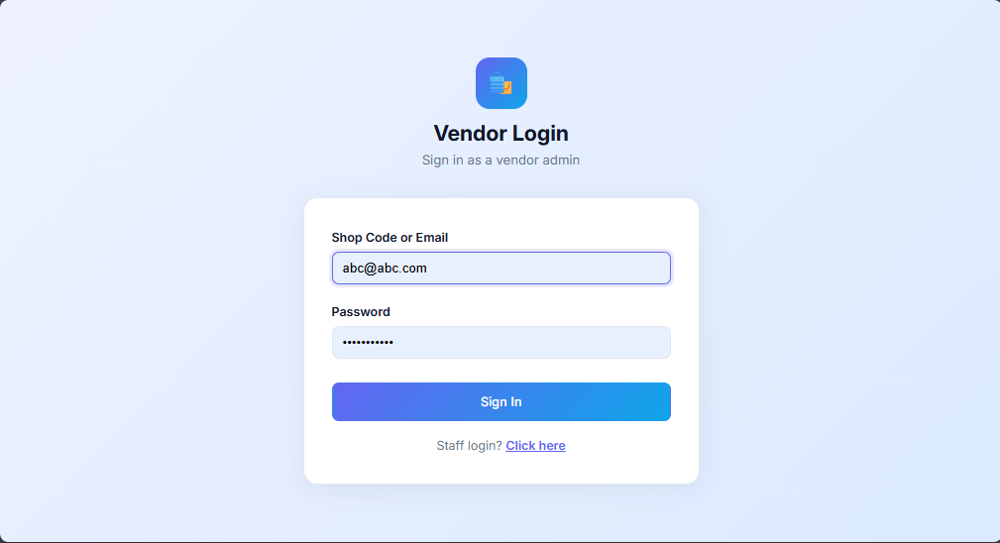 Vendor Login
Sign in as a vendor admin
Shop Code or Email
abc@abc.com
Password
•••••••••••
Sign In
Staff login? Click here